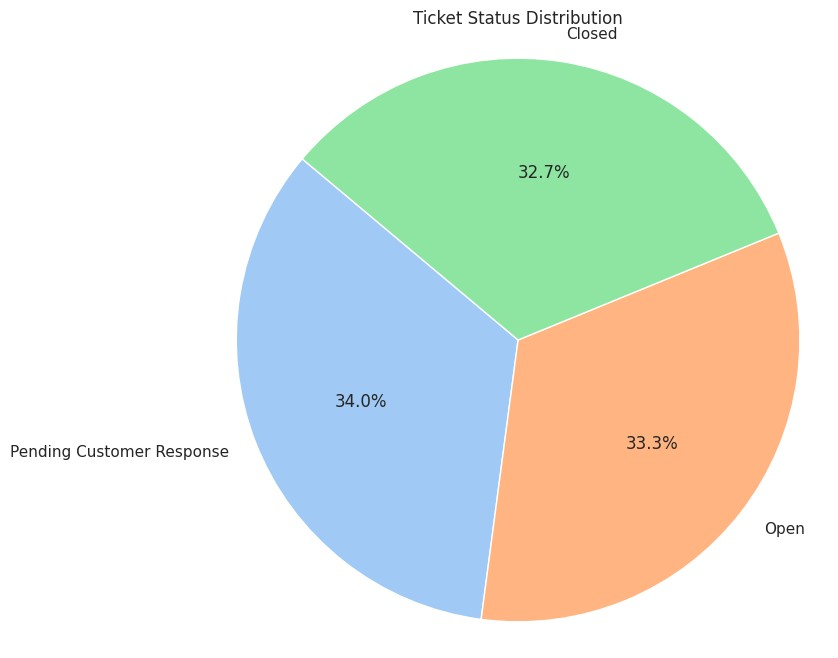 Ticket Status Distribution
Closed
32.7%
34.0%
33.3%
Pending Customer Response
Open